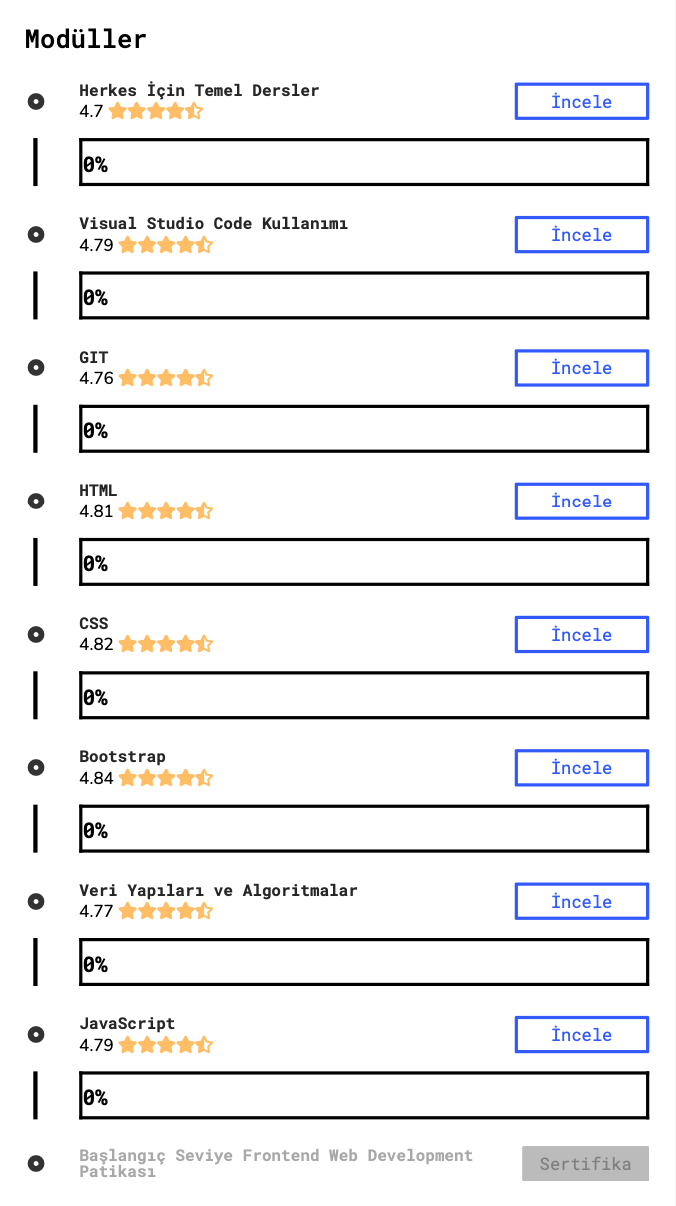 Modüller
Herkes İçin Temel Dersler
4.7
İncele
0%
Visual Studio Code Kullanımı
4.79
İncele
0%
GIT
4.76
İncele
0%
HTML
4.81
İncele
0%
CSS
4.82
İncele
0%
Bootstrap
4.84
İncele
0%
Veri Yapıları ve Algoritmalar
4.77
İncele
0%
JavaScript
4.79
İncele
0%
Başlangıç Seviye Frontend Web Development
Patikası
Sertifika